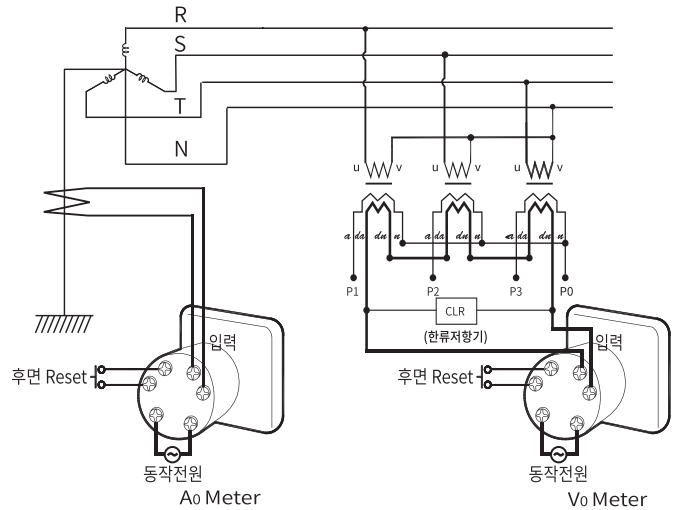 R
S
T
N
u v u v u v
a da dn n a da dn n a da dn n
P1 P2 P3 P0
CLR
(한류저항기)
입력 입력
후면 Reset 후면 Reset
동작전원 동작전원
A0 Meter V0 Meter